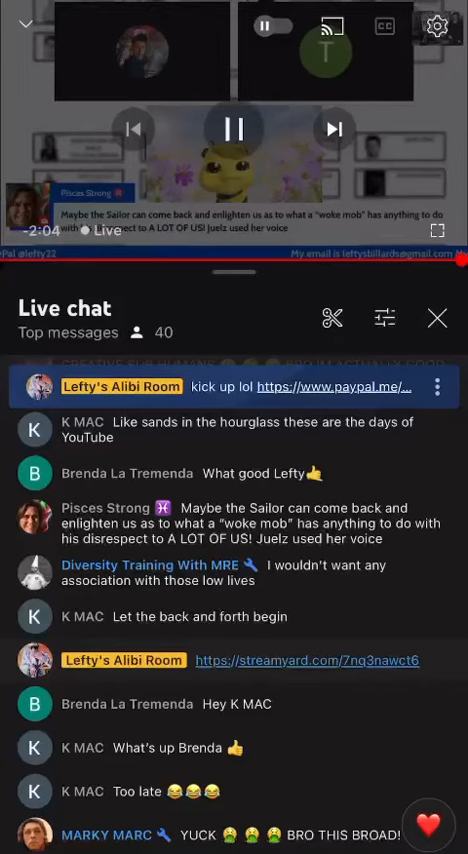 CC
T
Pisces Strong
Maybe the Sailor can come back and enlighten us as to what a "woke mob" has anything to do
with his disrespect to A LOT OF US! Juelz used her voice
-2:04 Live
Pal @lefty22 My email is leftysbillards@gmail.com
Live chat
Top messages 40
Lefty's Alibi Room kick up lol https://www.paypal.me/...
K MAC Like sands in the hourglass these are the days of
YouTube
Brenda La Tremenda What good Lefty🤙
Pisces Strong ♓ Maybe the Sailor can come back and
enlighten us as to what a "woke mob" has anything to do with
his disrespect to A LOT OF US! Juelz used her voice
Diversity Training With MRE I wouldn't want any
association with those low lives
K MAC Let the back and forth begin
Lefty's Alibi Room https://streamyard.com/7nq3nawct6
Brenda La Tremenda Hey K MAC
K MAC What's up Brenda 👍
K MAC Too late 😂😂😂
MARKY MARC YUCK 🤮 🤮 🤮 BRO THIS BROAD!
K
B
K
K
B
K
K